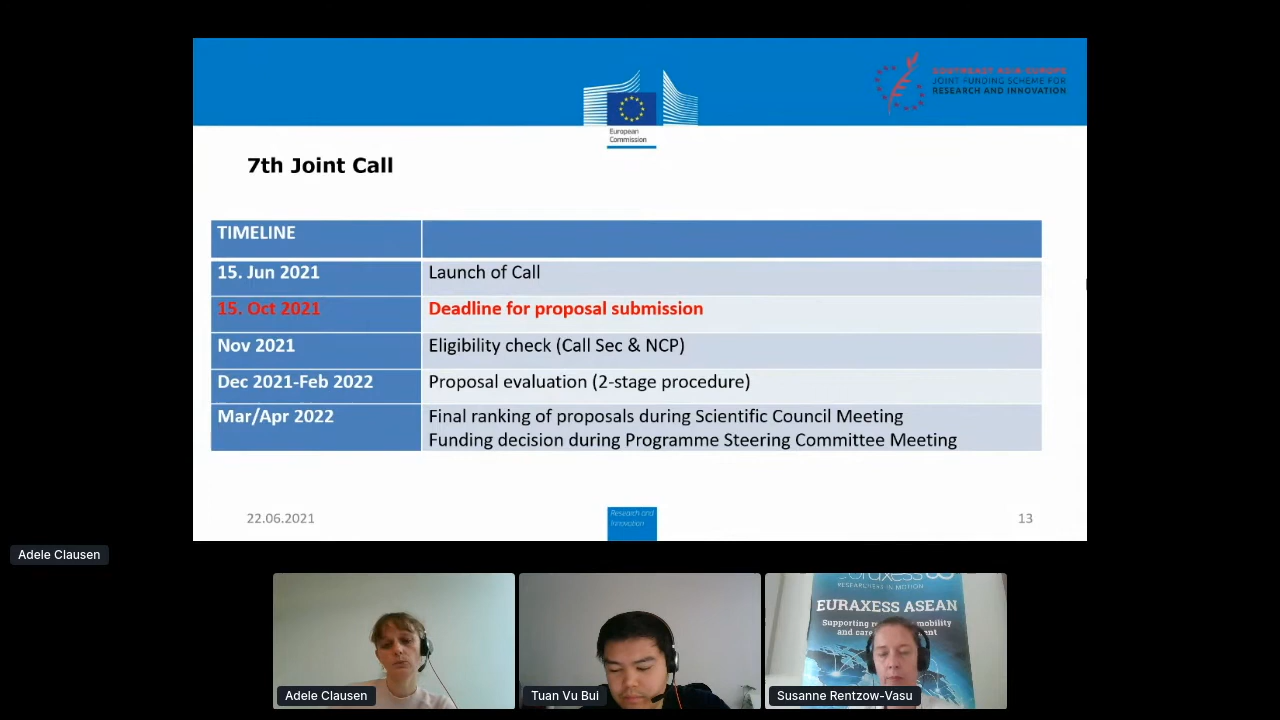 SOUTHEAST ASIA-EUROPE
JOINT FUNDING SCHEME FOR
RESEARCH AND INNOVATION
European
Commission
7th Joint Call
TIMELINE
15. Jun 2021 Launch of Call
15. Oct 2021 Deadline for proposal submission
Nov 2021 Eligibility check (Call Sec & NCP)
Dec 2021-Feb 2022 Proposal evaluation (2-stage procedure)
Mar/Apr 2022 Final ranking of proposals during Scientific Council Meeting
Funding decision during Programme Steering Committee Meeting
22.06.2021
Research and
Innovation
13
Adele Clausen
EURAXESS ASEAN
Supporting mobility
and
Adele Clausen
Tuan Vu Bui
Susanne Rentzow-Vasu